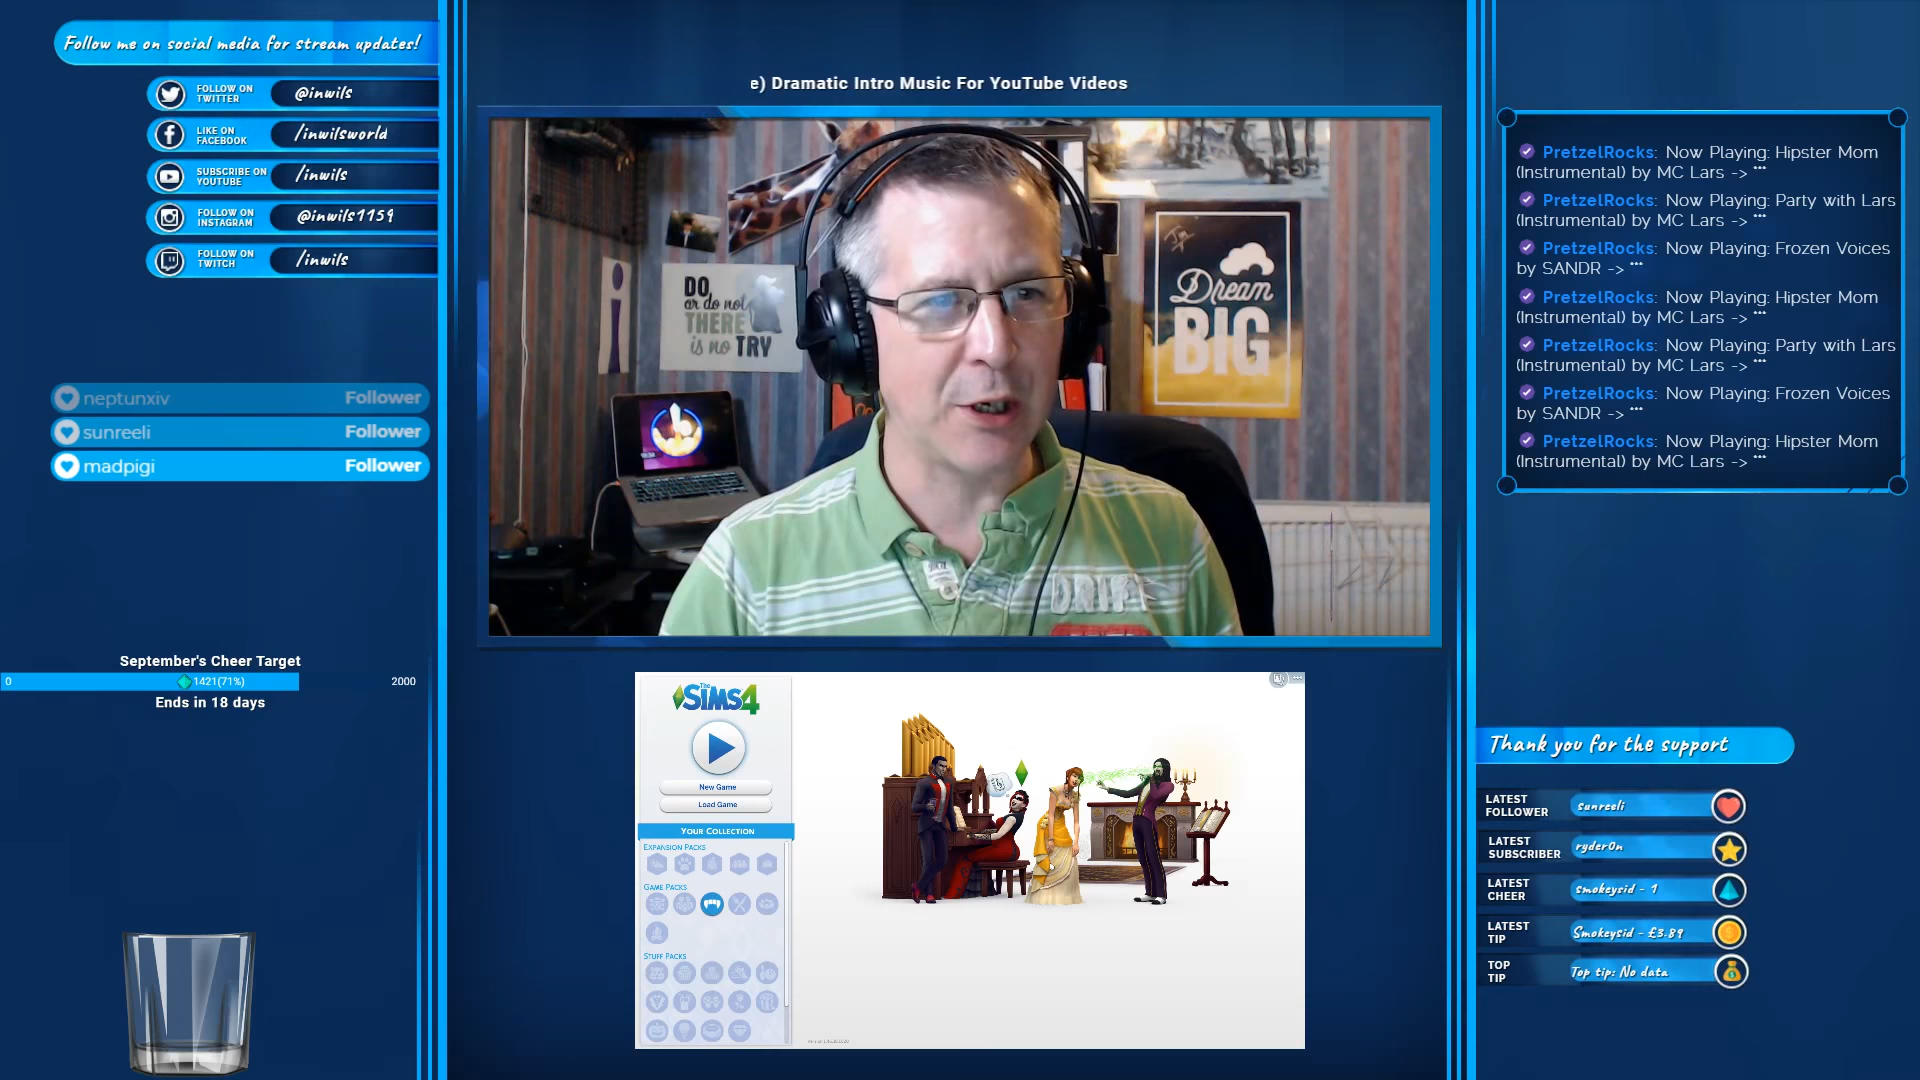 Follow me on social media for stream updates!
FOLLOW ON
TWITTER
@inwils
LIKE ON
FACEBOOK
/inwilsworld
SUBSCRIBE ON
YOUTUBE
/inwils
FOLLOW ON
INSTAGRAM
@inwils1159
FOLLOW ON
TWITCH
/inwils
neptunxiv Follower
sunreeli Follower
madpigi Follower
September's Cheer Target
0 1421(71%) 2000
Ends in 18 days
e) Dramatic Intro Music For YouTube Videos
i
DO,
or do not
THERE
is no TRY
Dream
BIG
DRIFT
The
SIMS 4
New Game
Load Game
YOUR COLLECTION
EXPANSION PACKS
GAME PACKS
STUFF PACKS
PretzelRocks: Now Playing: Hipster Mom
(Instrumental) by MC Lars -> ***
PretzelRocks: Now Playing: Party with Lars
(Instrumental) by MC Lars -> ***
PretzelRocks: Now Playing: Frozen Voices
by SANDR -> ***
PretzelRocks: Now Playing: Hipster Mom
(Instrumental) by MC Lars -> ***
PretzelRocks: Now Playing: Party with Lars
(Instrumental) by MC Lars -> ***
PretzelRocks: Now Playing: Frozen Voices
by SANDR -> ***
PretzelRocks: Now Playing: Hipster Mom
(Instrumental) by MC Lars -> ***
Thank you for the support
LATEST
FOLLOWER
sunreeli
LATEST
SUBSCRIBER
ryder0n
LATEST
CHEER
smokeysid - 1
LATEST
TIP
Smokeysid - £3.89
TOP
TIP
Top tip: No data